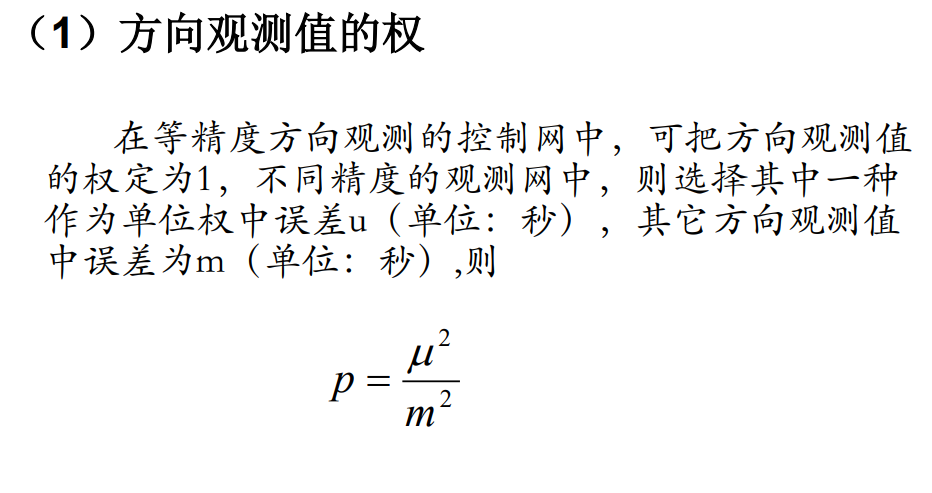 （1）方向观测值的权
在等精度方向观测的控制网中，可把方向观测值
的权定为1，不同精度的观测网中，则选择其中一种
作为单位权中误差u（单位：秒），其它方向观测值
中误差为m（单位：秒）,则
p = μ² / m²